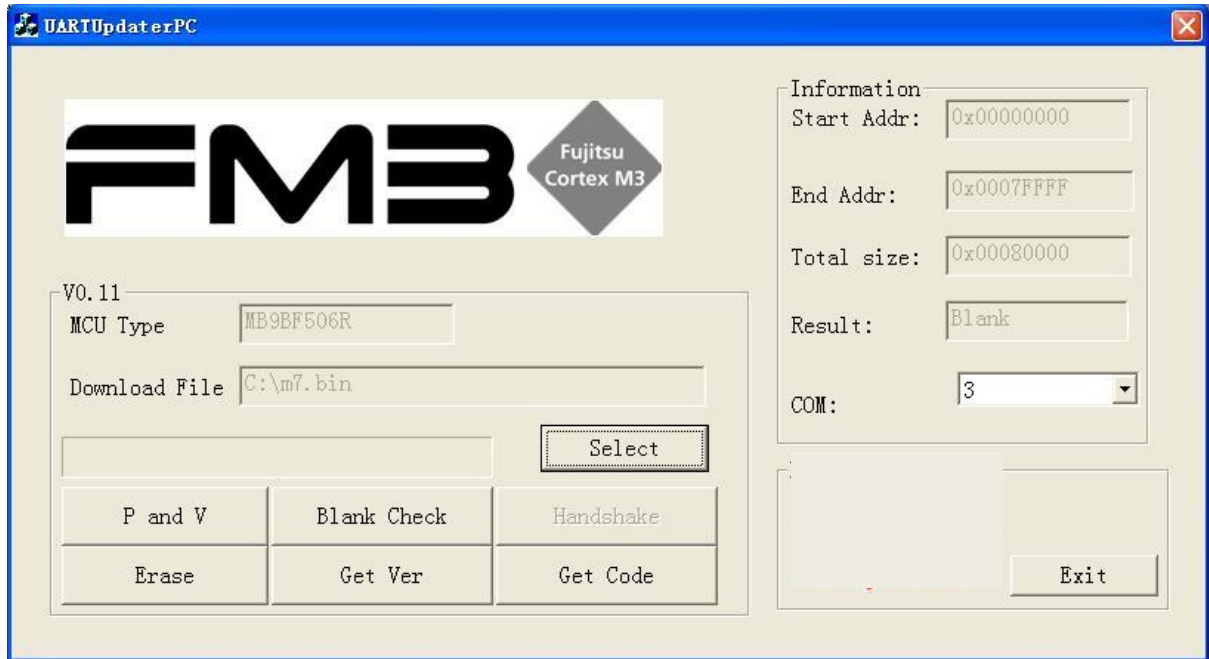 UARTUpdaterPC
FM3
Fujitsu
Cortex M3
V0.11
MCU Type MB9BF506R
Download File C:\m7.bin
Select
P and V Blank Check Handshake
Erase Get Ver Get Code
Information
Start Addr: 0x00000000
End Addr: 0x0007FFFF
Total size: 0x00080000
Result: Blank
COM: 3
Exit